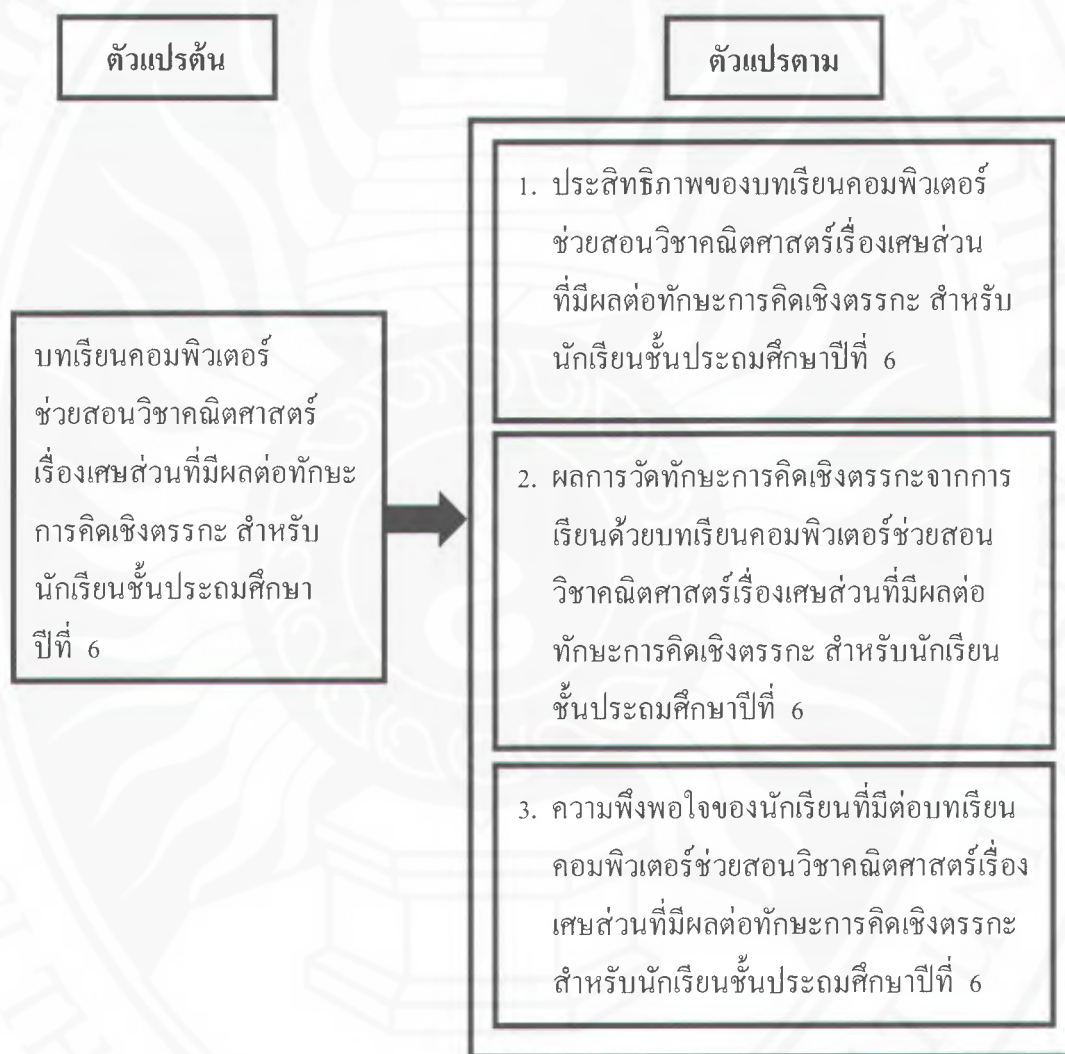 ตัวแปรต้น
ตัวแปรตาม
บทเรียนคอมพิวเตอร์
ช่วยสอนวิชาคณิตศาสตร์
เรื่องเศษส่วนที่มีผลต่อทักษะ
การคิดเชิงตรรกะ สำหรับ
นักเรียนชั้นประถมศึกษา
ปีที่ 6
1. ประสิทธิภาพของบทเรียนคอมพิวเตอร์
ช่วยสอนวิชาคณิตศาสตร์เรื่องเศษส่วน
ที่มีผลต่อทักษะการคิดเชิงตรรกะ สำหรับ
นักเรียนชั้นประถมศึกษาปีที่ 6
2. ผลการวัดทักษะการคิดเชิงตรรกะจากการ
เรียนด้วยบทเรียนคอมพิวเตอร์ช่วยสอน
วิชาคณิตศาสตร์เรื่องเศษส่วนที่มีผลต่อ
ทักษะการคิดเชิงตรรกะ สำหรับนักเรียน
ชั้นประถมศึกษาปีที่ 6
3. ความพึงพอใจของนักเรียนที่มีต่อบทเรียน
คอมพิวเตอร์ช่วยสอนวิชาคณิตศาสตร์เรื่อง
เศษส่วนที่มีผลต่อทักษะการคิดเชิงตรรกะ
สำหรับนักเรียนชั้นประถมศึกษาปีที่ 6